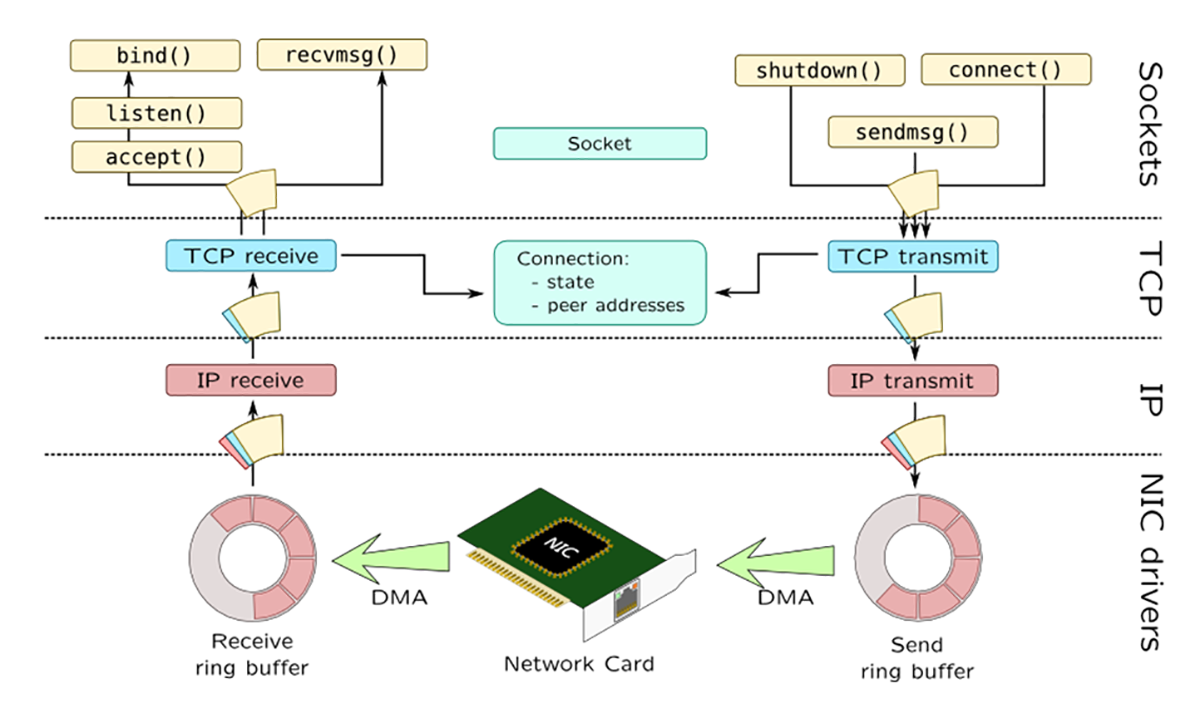 bind()
recvmsg()
listen()
accept()
Socket
shutdown()
connect()
sendmsg()
Sockets
TCP receive
Connection:
- state
- peer addresses
TCP transmit
TCP
IP receive
IP transmit
IP
NIC
DMA
DMA
Receive
ring buffer
Network Card
Send
ring buffer
NIC drivers